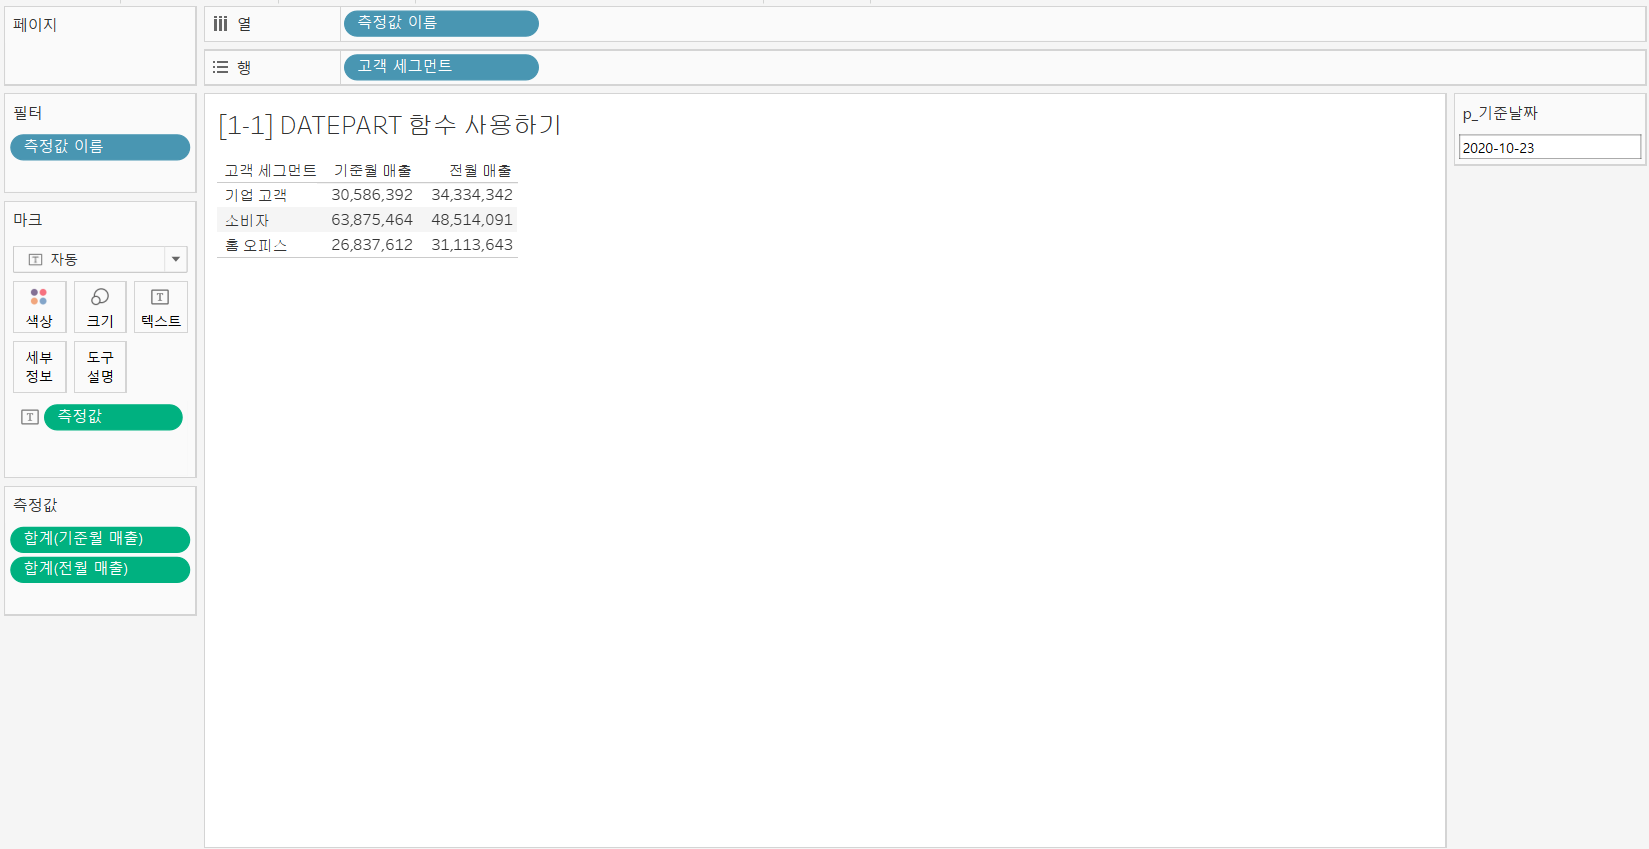 페이지
열
측정값 이름
행
고객 세그먼트
필터
측정값 이름
마크
자동
색상
크기
텍스트
세부
정보
도구
설명
측정값
측정값
합계(기준월 매출)
합계(전월 매출)
[1-1] DATEPART 함수 사용하기
고객 세그먼트 기준월 매출 전월 매출
기업 고객 30,586,392 34,334,342
소비자 63,875,464 48,514,091
홈 오피스 26,837,612 31,113,643
p_기준날짜
2020-10-23